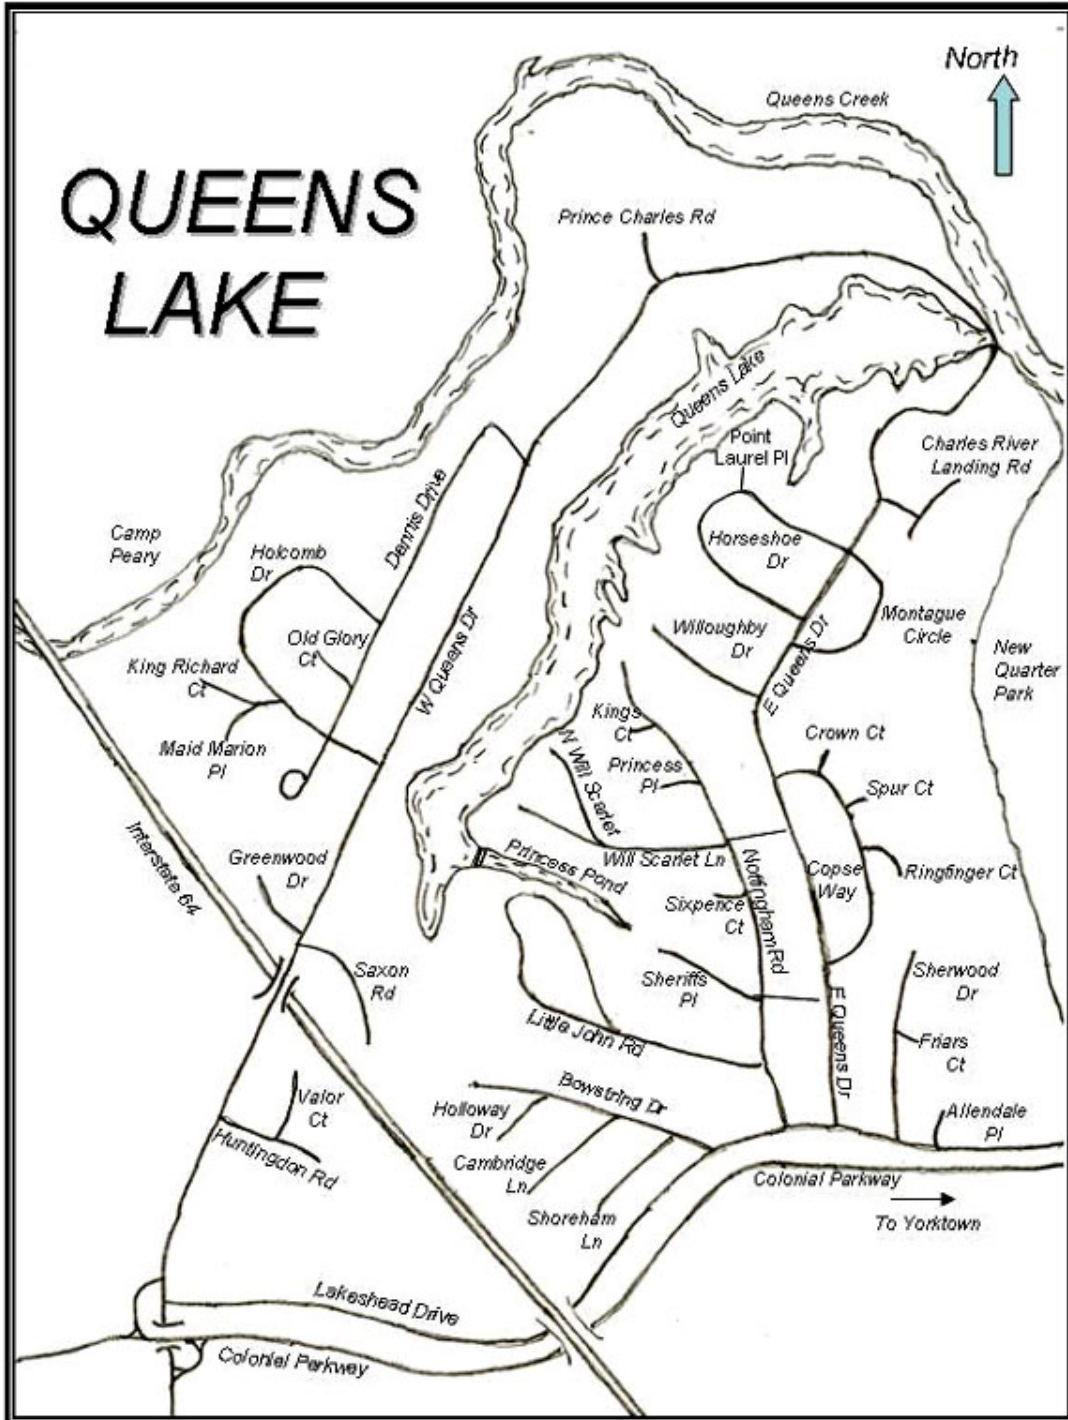 North
Queens Creek
QUEENS
LAKE
Prince Charles Rd
Queens Lake
Point
Laurel Pl
Charles River
Landing Rd
Dennis Drive
Camp
Peary
Holcomb
Dr
Horseshoe
Dr
Old Glory
Ct
Willoughby
Dr
Montague
Circle
King Richard
Ct
W Queens Dr
E Queens Dr
New
Quarter
Park
Maid Marion
Pl
Kings
Ct
N Will Scarlet
Crown Ct
Princess
Pl
Spur Ct
Interstate 64
Greenwood
Dr
Princess Pond
Will Scarlet Ln
Nottingham Rd
Copse
Way
Ringfinger Ct
Sixpence
Ct
Saxon
Rd
Sheriffs
Pl
Sherwood
Dr
Little John Rd
E Queens Dr
Friars
Ct
Valor
Ct
Bowstring Dr
Holloway
Dr
Allendale
Pl
Huntingdon Rd
Cambridge
Ln
Colonial Parkway
Shoreham
Ln
To Yorktown
Lakeshead Drive
Colonial Parkway